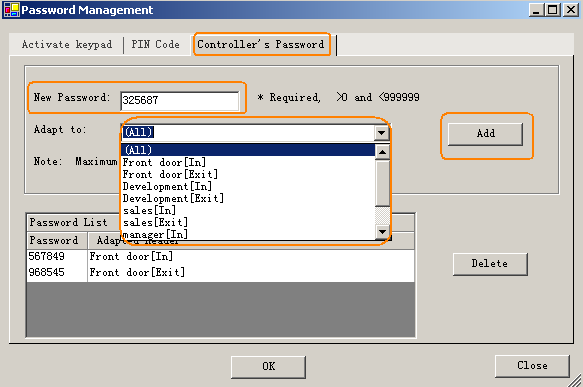 Password Management
Activate keypad PIN Code Controller's Password
New Password: 325687 * Required, >0 and <999999
Adapt to: (All)
Add
(All)
Front door[In]
Front door[Exit]
Development[In]
Development[Exit]
sales[In]
sales[Exit]
manager[In]
Note: Maximum
Password List
Password Adapted Reader
567849 Front door[In]
968545 Front door[Exit]
Delete
OK
Close